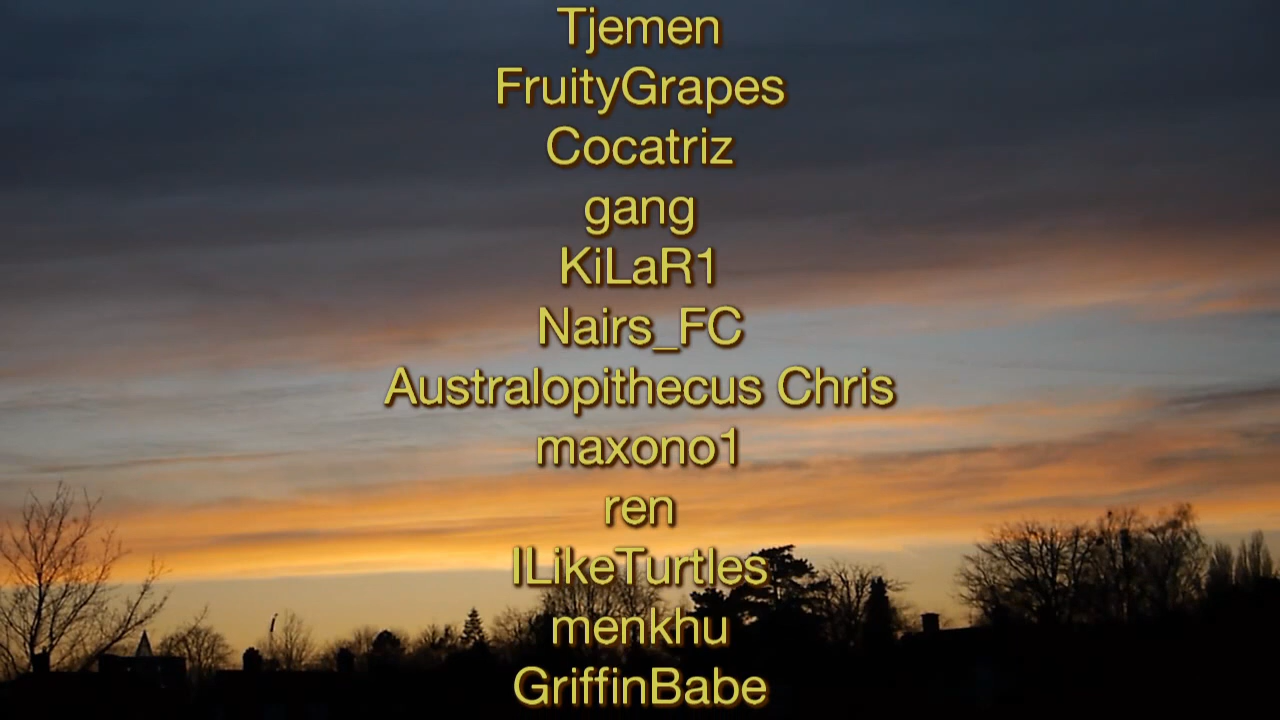 Tjemen
FruityGrapes
Cocatriz
gang
KiLaR1
Nairs_FC
Australopithecus Chris
maxono1
ren
ILikeTurtles
menkhu
GriffinBabe